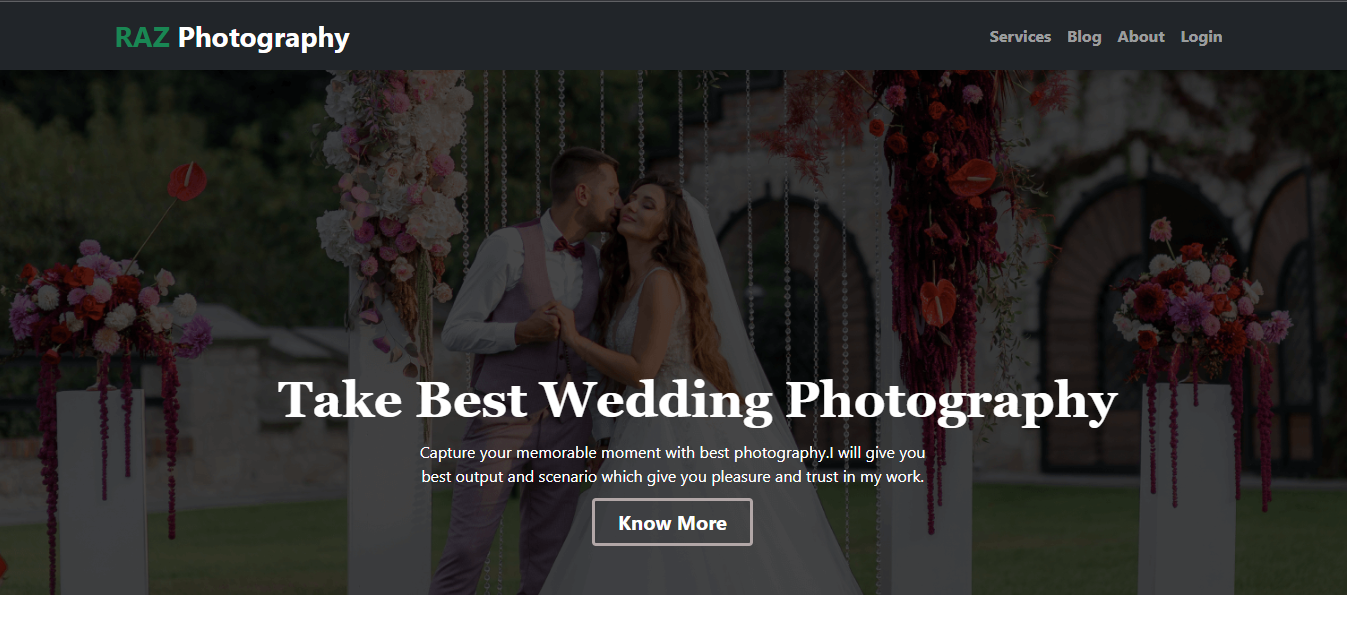 RAZ Photography
Services Blog About Login
Take Best Wedding Photography
Capture your memorable moment with best photography.I will give you
best output and scenario which give you pleasure and trust in my work.
Know More